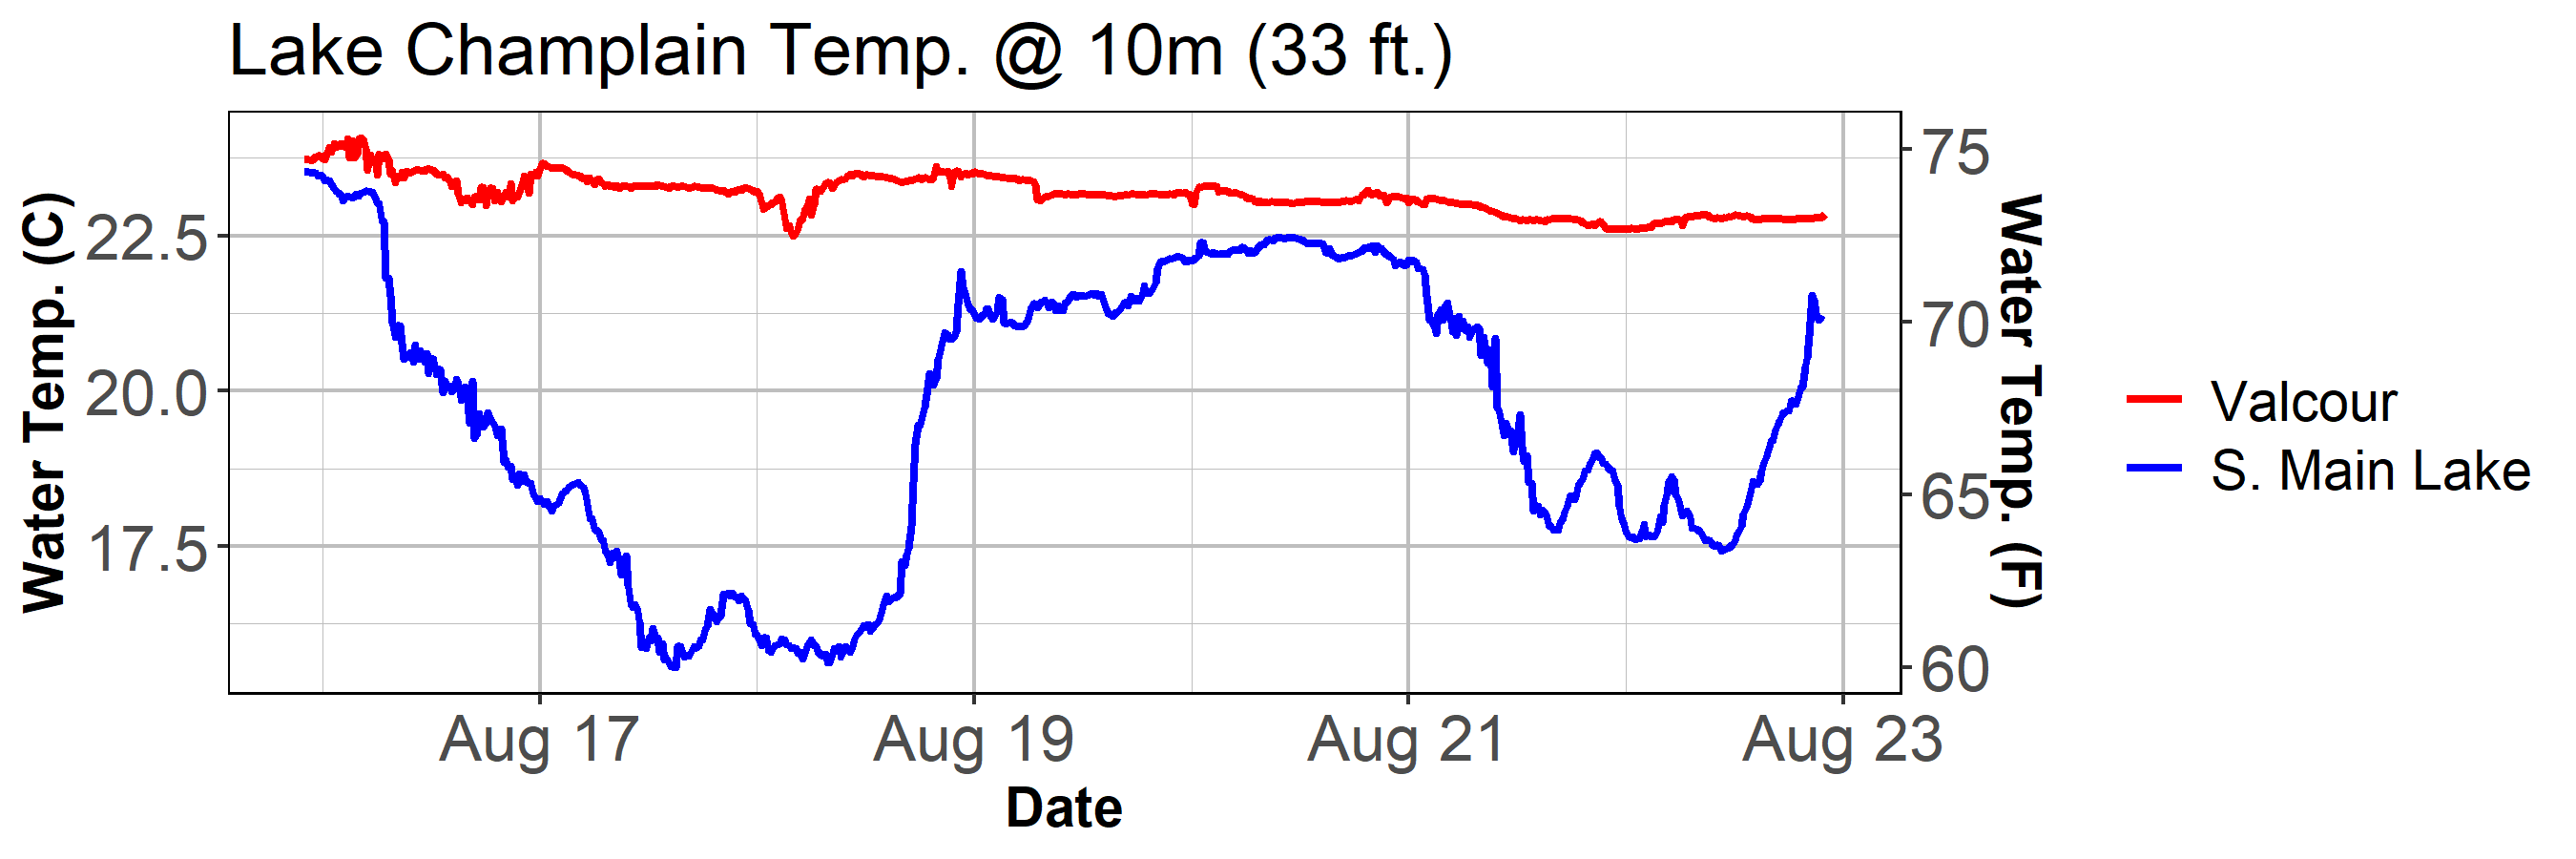 Lake Champlain Temp. @ 10m (33 ft.)
Water Temp. (C)
22.5
20.0
17.5
75
70
65
60
Water Temp. (F)
Aug 17
Aug 19
Aug 21
Aug 23
Date
Valcour
S. Main Lake